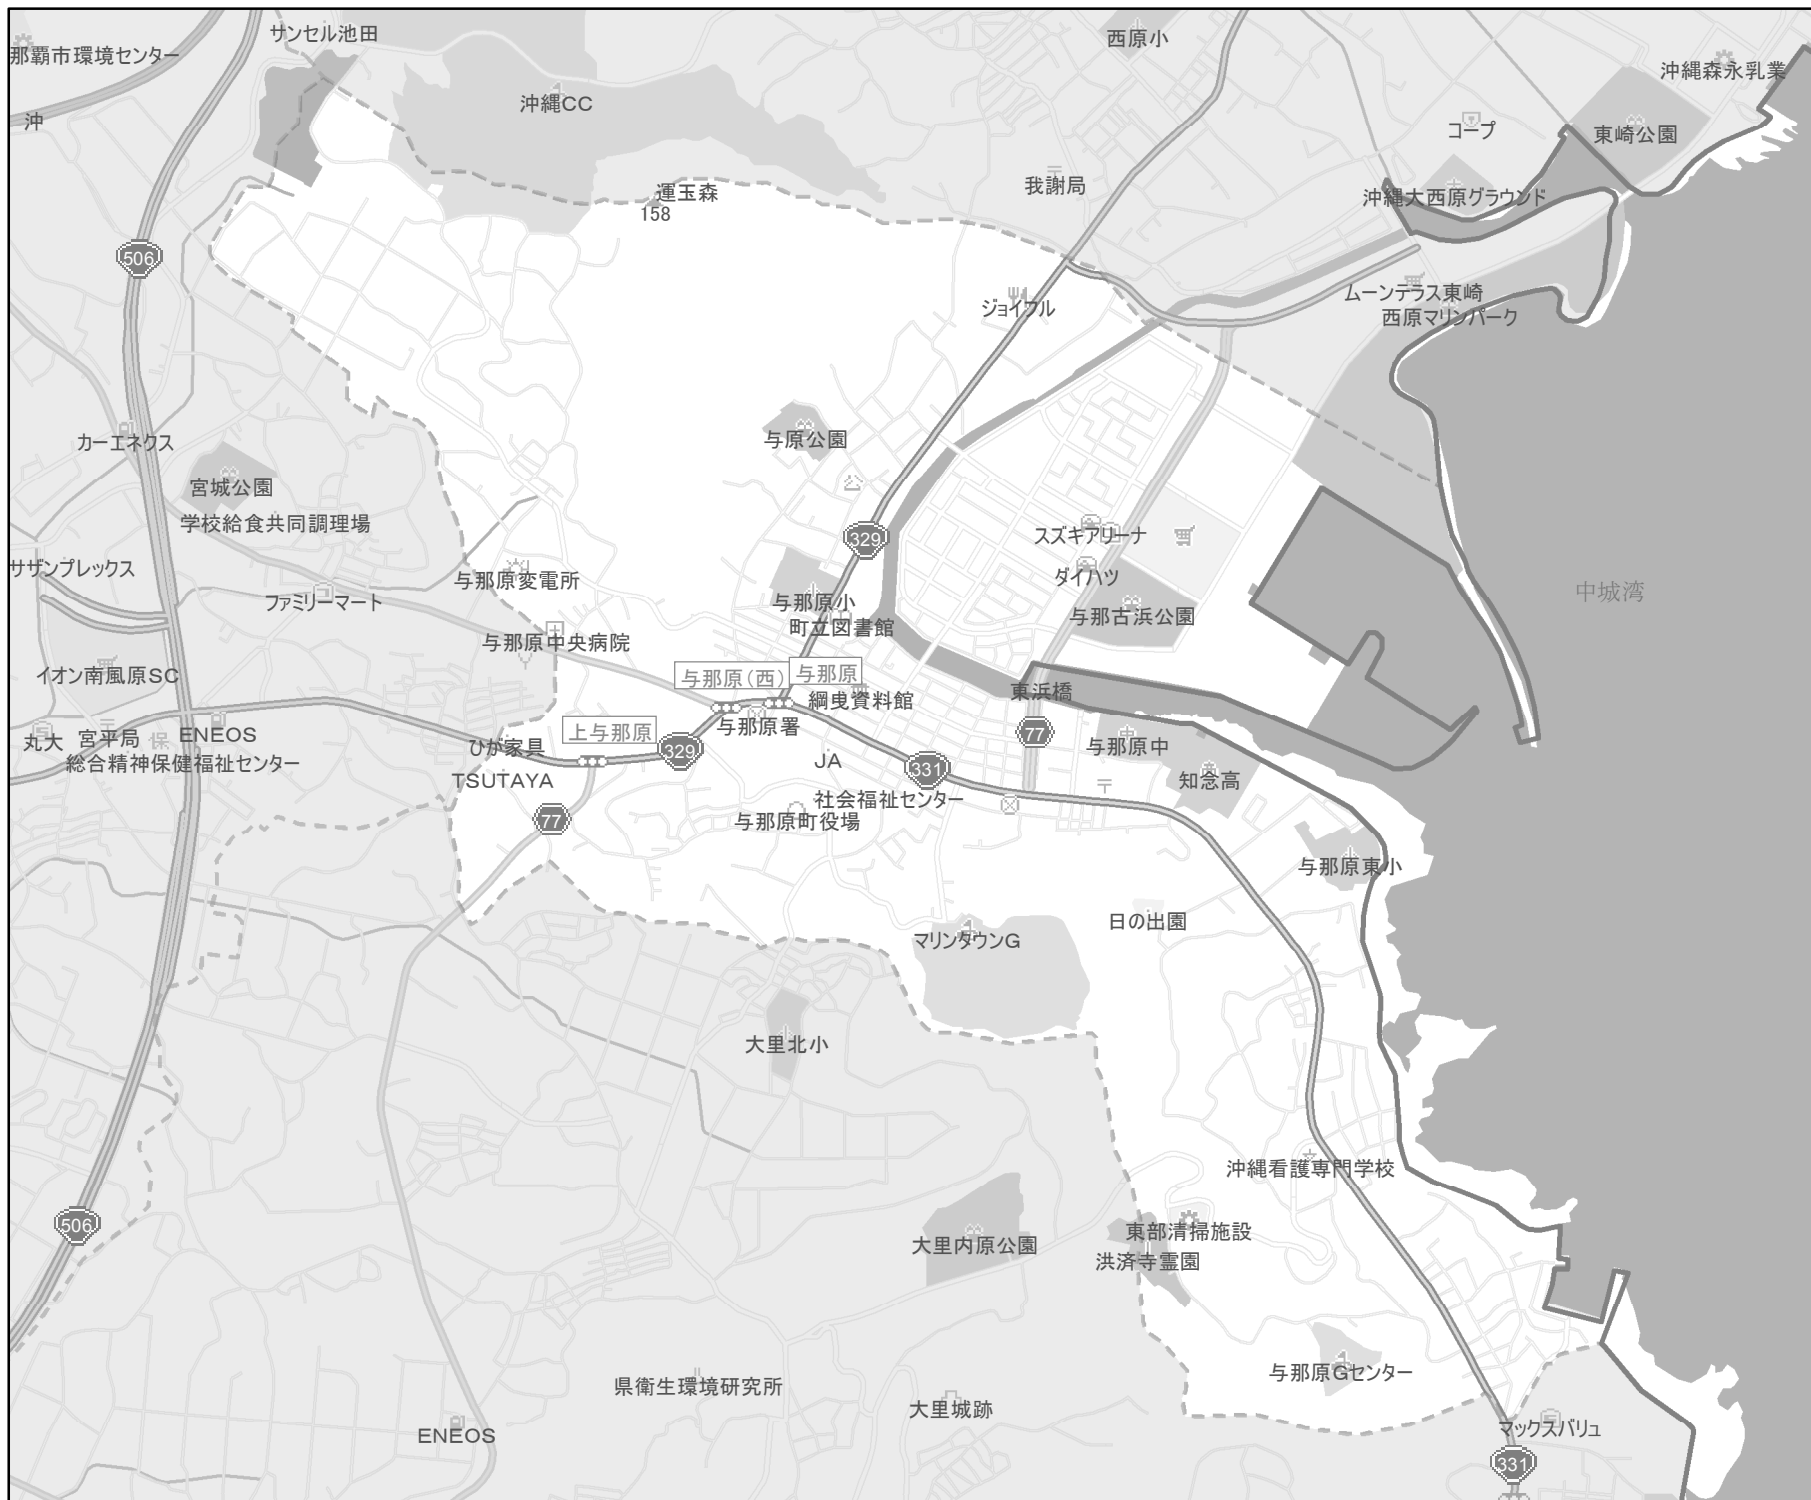 サンセル池田
那覇市環境センター
西原小
沖縄森永乳業
沖縄CC
沖
コープ
東崎公園
我謝局
運玉森
158
沖縄大西原グラウンド
506
ムーンテラス東崎
西原マリンパーク
ジョイフル
カーエネクス
与原公園
宮城公園
学校給食共同調理場
公
329
スズキアリーナ
サザンプレックス
与那原変電所
ダイハツ
中城湾
ファミリーマート
与那原小
町立図書館
与那古浜公園
与那原中央病院
イオン南風原SC
与那原(西)
与那原
東浜橋
綱曳資料館
与那原署
上与那原
丸大
宮平局
保
ENEOS
総合精神保健福祉センター
ひが家具
329
77
与那原中
TSUTAYA
JA
331
知念高
社会福祉センター
77
与那原町役場
与那原東小
日の出園
マリンタウンG
大里北小
沖縄看護専門学校
506
大里内原公園
東部清掃施設
洪済寺霊園
与那原Gセンター
県衛生環境研究所
大里城跡
ENEOS
マックスバリュ
331